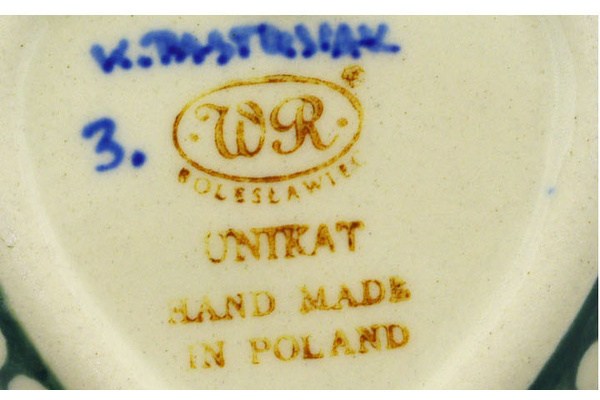 3.
WR
BOLESŁAWIEC
UNIKAT
HAND MADE
IN POLAND